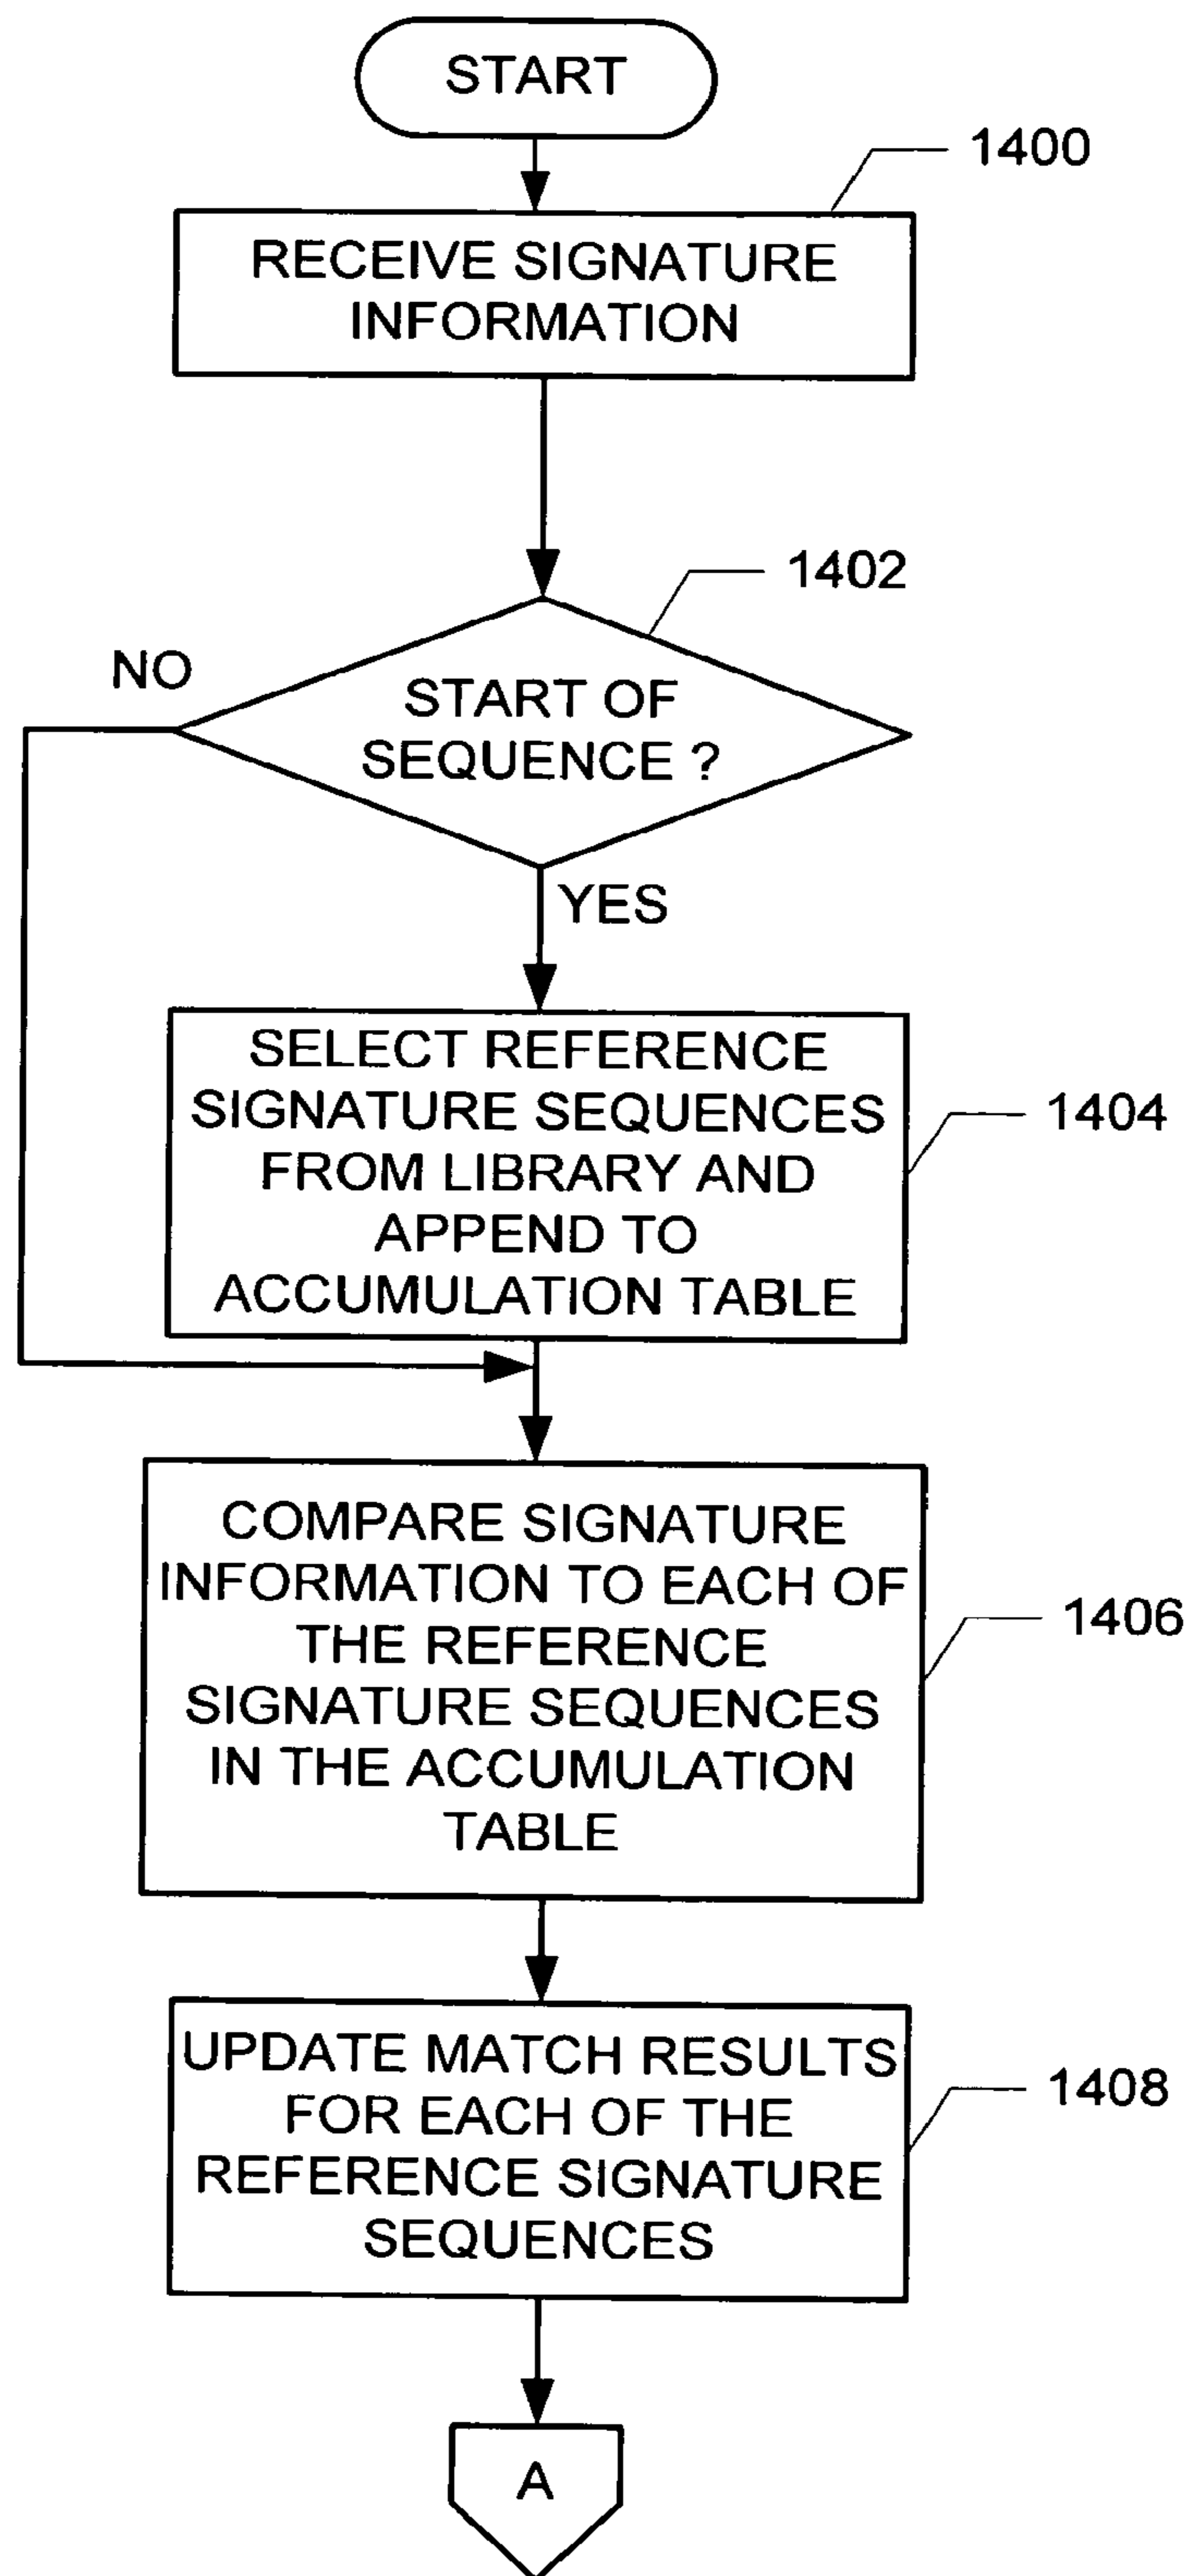 START
1400
RECEIVE SIGNATURE
INFORMATION
1402
NO
START OF
SEQUENCE ?
YES
SELECT REFERENCE
SIGNATURE SEQUENCES
FROM LIBRARY AND
APPEND TO
ACCUMULATION TABLE
1404
COMPARE SIGNATURE
INFORMATION TO EACH OF
THE REFERENCE
SIGNATURE SEQUENCES
IN THE ACCUMULATION
TABLE
1406
UPDATE MATCH RESULTS
FOR EACH OF THE
REFERENCE SIGNATURE
SEQUENCES
1408
A